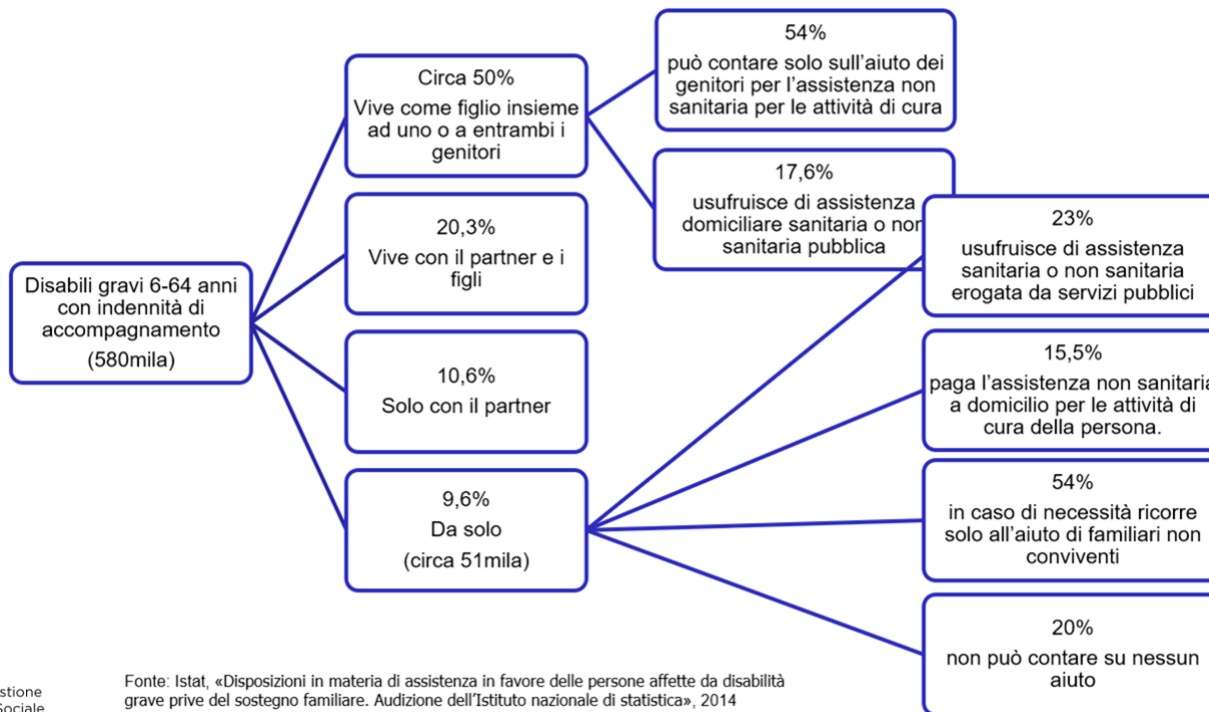 Disabili gravi 6-64 anni
con indennità di
accompagnamento
(580mila)
Circa 50%
Vive come figlio insieme
ad uno o a entrambi i
genitori
20,3%
Vive con il partner e i
figli
10,6%
Solo con il partner
9,6%
Da solo
(circa 51mila)
54%
può contare solo sull'aiuto dei
genitori per l'assistenza non
sanitaria per le attività di cura
17,6%
usufruisce di assistenza
domiciliare sanitaria o non
sanitaria pubblica
23%
usufruisce di assistenza
sanitaria o non sanitaria
erogata da servizi pubblici
15,5%
paga l'assistenza non sanitaria
a domicilio per le attività di
cura della persona.
54%
in caso di necessità ricorre
solo all'aiuto di familiari non
conviventi
20%
non può contare su nessun
aiuto
stione
Sociale
Fonte: Istat, «Disposizioni in materia di assistenza in favore delle persone affette da disabilità
grave prive del sostegno familiare. Audizione dell'Istituto nazionale di statistica», 2014